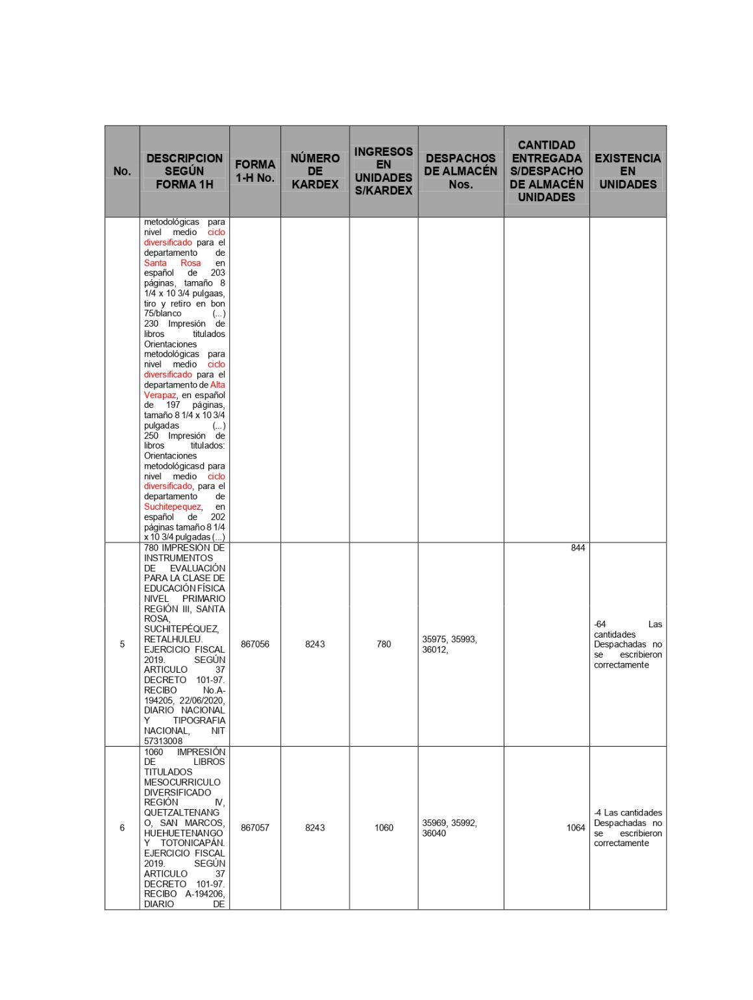 No.
DESCRIPCION
SEGÚN
FORMA 1H
FORMA
1-H No.
NÚMERO
DE
KARDEX
INGRESOS
EN
UNIDADES
S/KARDEX
DESPACHOS
DE ALMACÉN
Nos.
CANTIDAD
ENTREGADA
S/DESPACHO
DE ALMACÉN
UNIDADES
EXISTENCIA
EN
UNIDADES
metodológicas para
nivel medio ciclo
diversificado para el
departamento de
Santa Rosa en
español de 203
páginas, tamaño 8
1/4 x 10 3/4 pulgaas,
tiro y retiro en bon
75/blanco (...)
230 Impresión de
libros titulados
Orientaciones
metodológicas para
nivel medio ciclo
diversificado para el
departamento de Alta
Verapaz, en español
de 197 páginas,
tamaño 8 1/4 x 10 3/4
pulgadas (...)
250 Impresión de
libros titulados:
Orientaciones
metodológicasd para
nivel medio ciclo
diversificado, para el
departamento de
Suchitepequez, en
español de 202
páginas tamaño 8 1/4
x 10 3/4 pulgadas (...)
5
780 IMPRESIÓN DE
INSTRUMENTOS
DE EVALUACIÓN
PARA LA CLASE DE
EDUCACIÓN FÍSICA
NIVEL PRIMARIO
REGIÓN III, SANTA
ROSA,
SUCHITEPÉQUEZ,
RETALHULEU.
EJERCICIO FISCAL
2019. SEGÚN
ARTICULO 37
DECRETO 101-97.
RECIBO No.A-
194205, 22/06/2020,
DIARIO NACIONAL
Y TIPOGRAFIA
NACIONAL, NIT
57313008
867056
8243
780
35975, 35993,
36012,
844
-64 Las
cantidades
Despachadas no
se escribieron
correctamente
6
1060 IMPRESIÓN
DE LIBROS
TITULADOS
MESOCURRICULO
DIVERSIFICADO
REGIÓN IV,
QUETZALTENANG
O, SAN MARCOS,
HUEHUETENANGO
Y TOTONICAPÁN.
EJERCICIO FISCAL
2019. SEGÚN
ARTICULO 37
DECRETO 101-97.
RECIBO A-194206,
DIARIO DE
867057
8243
1060
35969, 35992,
36040
1064
-4 Las cantidades
Despachadas no
se escribieron
correctamente